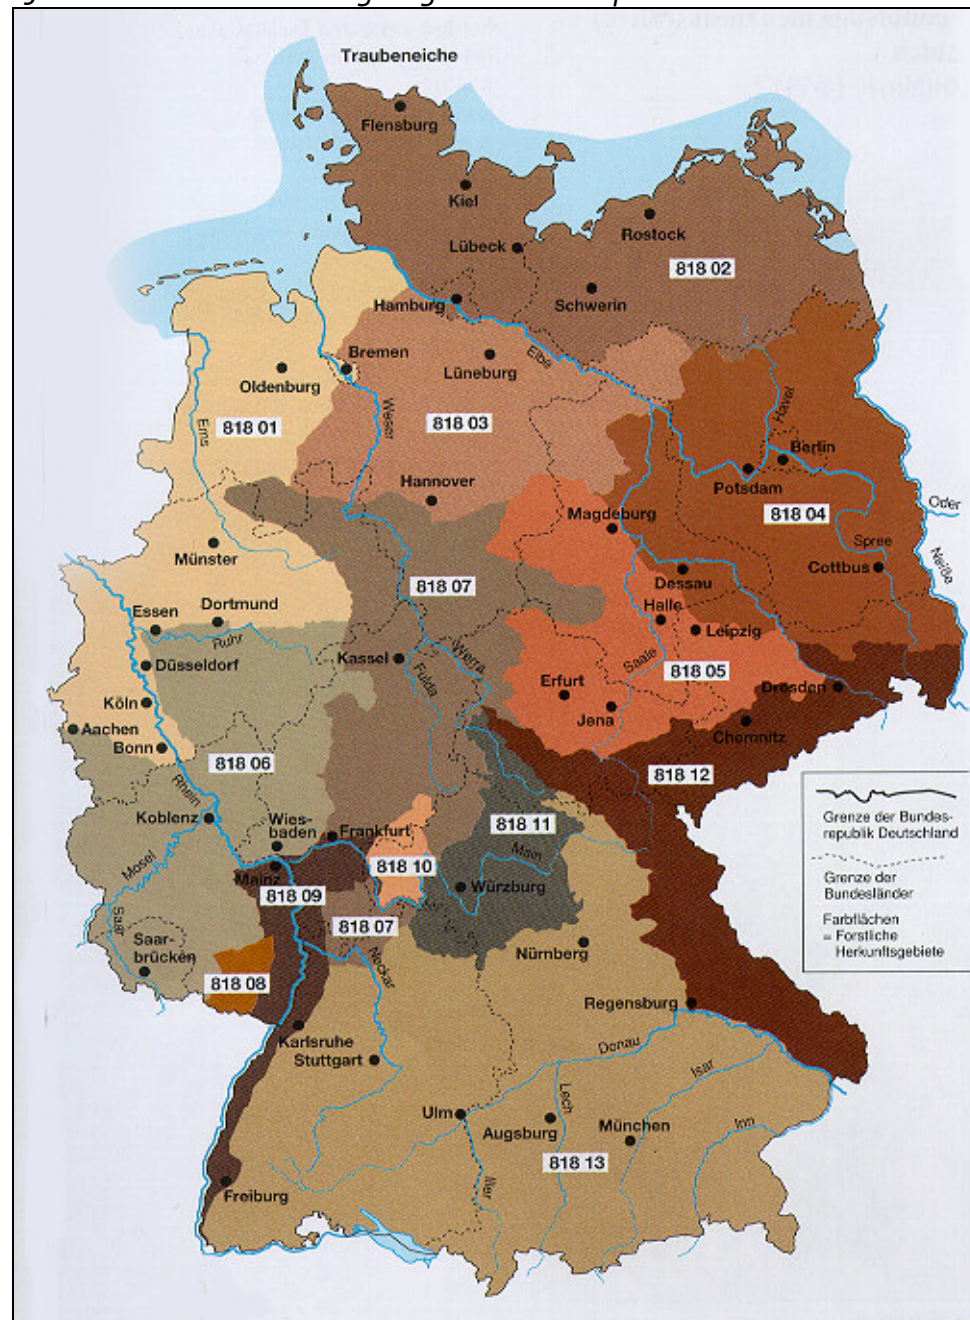 Traubeneiche
Flensburg
Kiel
Rostock
Lübeck
818 02
Schwerin
Hamburg
Elbe
Bremen
Lüneburg
Oldenburg
Havel
Weser
818 01
818 03
Ems
Berlin
Potsdam
Hannover
Oder
Magdeburg
818 04
Spree
Neiße
Münster
Cottbus
Dessau
818 07
Halle
Essen
Dortmund
Leipzig
Ruhr
Kassel
Werra
Düsseldorf
Saale
818 05
Fulda
Erfurt
Dresden
Köln
Jena
Aachen
Chemnitz
Bonn
818 06
818 12
Rhein
Koblenz
Wies-
baden
Frankfurt
818 11
Grenze der Bundes-
republik Deutschland
Main
Mosel
818 10
Mainz
Würzburg
Grenze der
Bundesländer
818 09
Saar
818 07
Farbflächen
= Forstliche
Herkunftsgebiete
Saar-
brücken
Nürnberg
Neckar
818 08
Regensburg
Karlsruhe
Donau
Stuttgart
Isar
Lech
Ulm
Augsburg
München
Inn
818 13
Iller
Freiburg